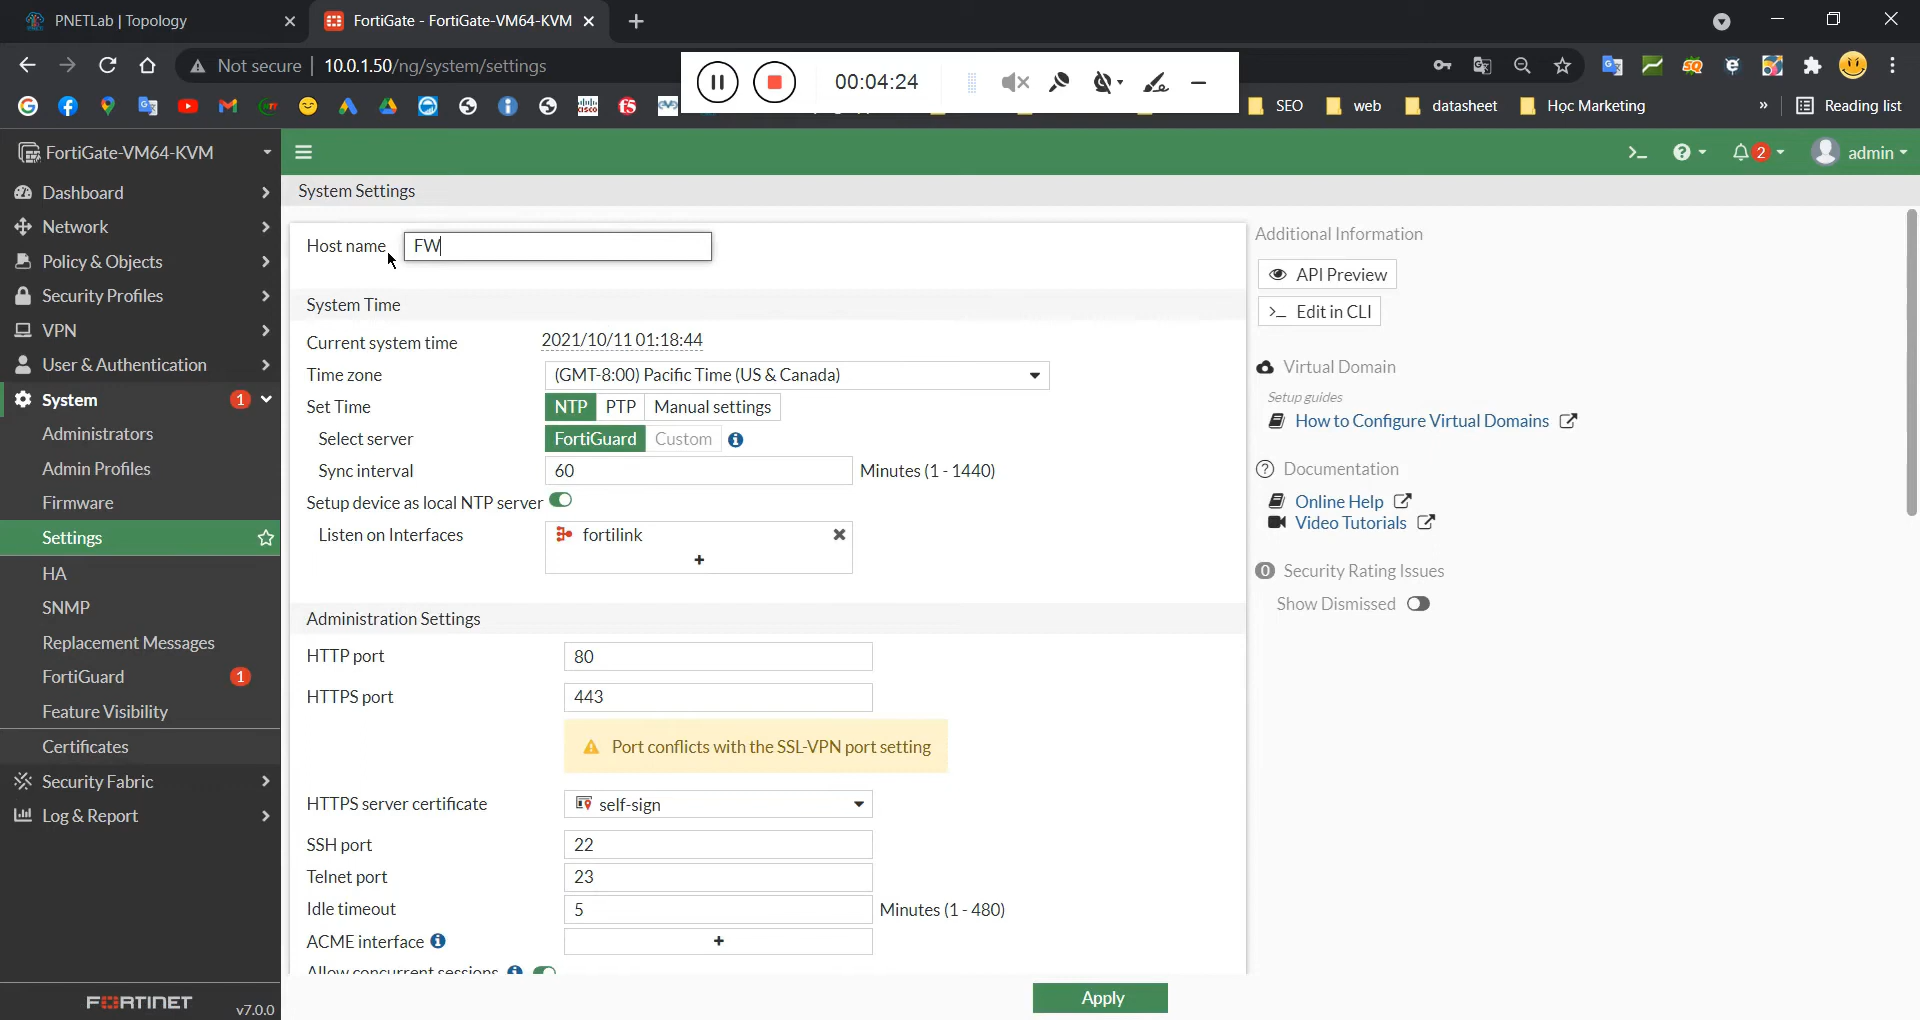 PNETLab | Topology
FortiGate - FortiGate-VM64-KVM
Not secure
10.0.1.50/ng/system/settings
00:04:24
SEO
web
datasheet
Học Marketing
»
Reading list
FortiGate-VM64-KVM
2
admin
Dashboard
Network
Policy & Objects
Security Profiles
VPN
User & Authentication
System
1
Administrators
Admin Profiles
Firmware
Settings
HA
SNMP
Replacement Messages
FortiGuard
1
Feature Visibility
Certificates
Security Fabric
Log & Report
FORTINET
v7.0.0
System Settings
Host name
FW
System Time
Current system time
2021/10/11 01:18:44
Time zone
(GMT-8:00) Pacific Time (US & Canada)
Set Time
NTP
PTP
Manual settings
Select server
FortiGuard
Custom
Sync interval
60
Minutes (1 - 1440)
Setup device as local NTP server
Listen on Interfaces
fortilink
Administration Settings
HTTP port
80
HTTPS port
443
Port conflicts with the SSL-VPN port setting
HTTPS server certificate
self-sign
SSH port
22
Telnet port
23
Idle timeout
5
Minutes (1 - 480)
ACME interface
Allow concurrent sessions
Apply
Additional Information
API Preview
>_ Edit in CLI
Virtual Domain
Setup guides
How to Configure Virtual Domains
Documentation
Online Help
Video Tutorials
0 Security Rating Issues
Show Dismissed